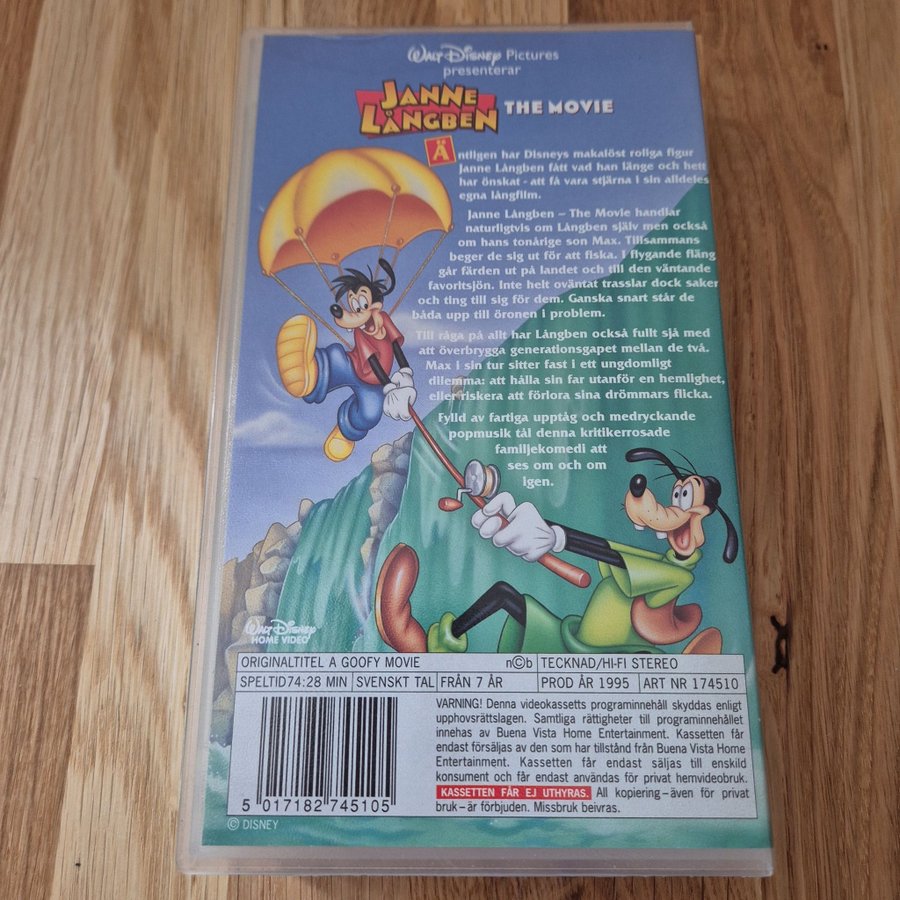 Walt Disney Pictures
presenterar
JANNE
LÅNGBEN THE MOVIE
Äntligen har Disneys makalöst roliga figur
Janne Långben fått vad han länge och hett
har önskat - att få vara stjärna i sin alldeles
egna långfilm.
Janne Långben – The Movie handlar
naturligtvis om Långben själv men också
om hans tonårige son Max. Tillsammans
beger de sig ut för att fiska. I flygande fläng
går färden ut på landet och till den väntande
favoritsjön. Inte helt oväntat trasslar dock saker
och ting till sig för dem. Ganska snart står de
båda upp till öronen i problem.
Till råga på allt har Långben också fullt sjå med
att överbrygga generationsgapet mellan de två.
Max i sin tur sitter fast i ett ungdomligt
dilemma: att hålla sin far utanför en hemlighet,
eller riskera att förlora sina drömmars flicka.
Fylld av fartiga upptåg och medryckande
popmusik tål denna kritikerrosade
familjekomedi att
ses om och om
igen.
Walt Disney
HOME VIDEO
ORIGINALTITEL A GOOFY MOVIE n©b TECKNAD/HI-FI STEREO
SPELTID74:28 MIN SVENSKT TAL FRÅN 7 ÅR PROD ÅR 1995 ART NR 174510
VARNING! Denna videokassetts programinnehåll skyddas enligt
upphovsrättslagen. Samtliga rättigheter till programinnehållet
innehas av Buena Vista Home Entertainment. Kassetten får
endast försäljas av den som har tillstånd från Buena Vista Home
Entertainment. Kassetten får endast säljas till enskild
konsument och får endast användas för privat hemvideobruk.
KASSETTEN FÅR EJ UTHYRAS. All kopiering – även för privat
bruk – är förbjuden. Missbruk beivras.
5 017182 745105
© DISNEY